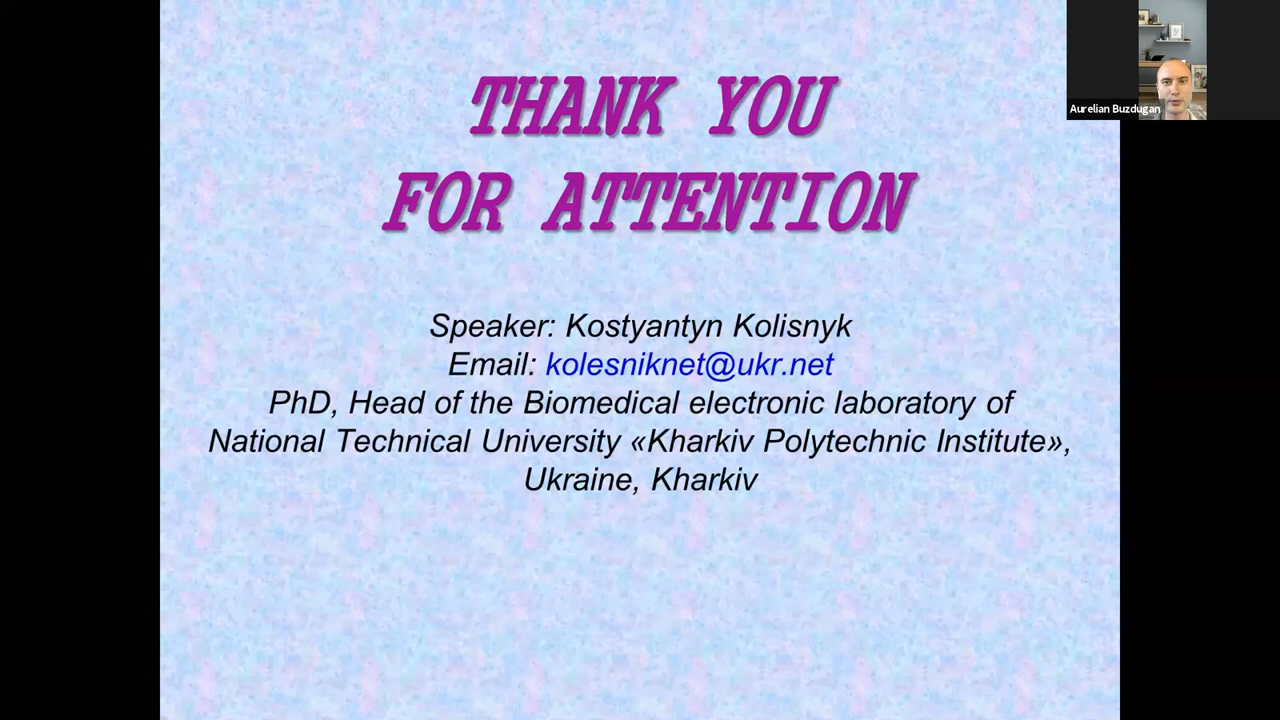 THANK YOU
FOR ATTENTION
Speaker: Kostyantyn Kolisnyk
Email: kolesniknet@ukr.net
PhD, Head of the Biomedical electronic laboratory of
National Technical University «Kharkiv Polytechnic Institute»,
Ukraine, Kharkiv
Aurelian Buzdugan